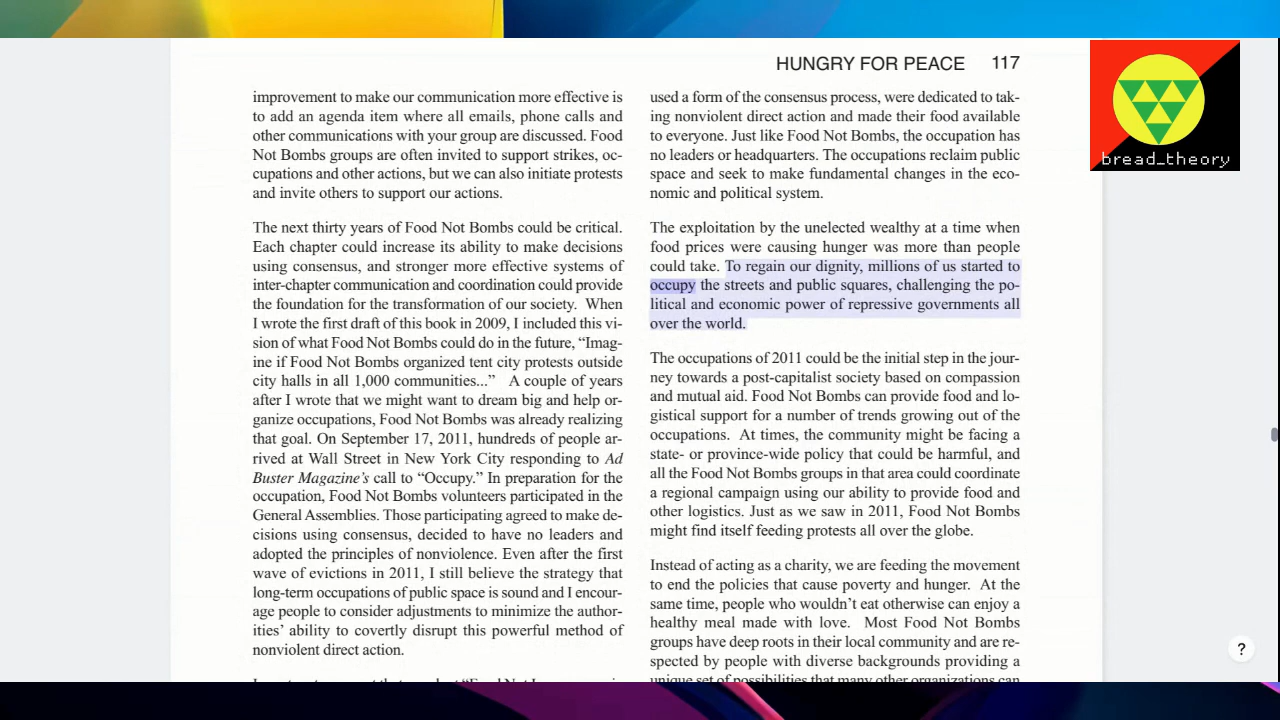 HUNGRY FOR PEACE 117
bread_theory
improvement to make our communication more effective is
to add an agenda item where all emails, phone calls and
other communications with your group are discussed. Food
Not Bombs groups are often invited to support strikes, oc-
cupations and other actions, but we can also initiate protests
and invite others to support our actions.
The next thirty years of Food Not Bombs could be critical.
Each chapter could increase its ability to make decisions
using consensus, and stronger more effective systems of
inter-chapter communication and coordination could provide
the foundation for the transformation of our society. When
I wrote the first draft of this book in 2009, I included this vi-
sion of what Food Not Bombs could do in the future, “Imag-
ine if Food Not Bombs organized tent city protests outside
city halls in all 1,000 communities...” A couple of years
after I wrote that we might want to dream big and help or-
ganize occupations, Food Not Bombs was already realizing
that goal. On September 17, 2011, hundreds of people ar-
rived at Wall Street in New York City responding to Ad
Buster Magazine’s call to “Occupy.” In preparation for the
occupation, Food Not Bombs volunteers participated in the
General Assemblies. Those participating agreed to make de-
cisions using consensus, decided to have no leaders and
adopted the principles of nonviolence. Even after the first
wave of evictions in 2011, I still believe the strategy that
long-term occupations of public space is sound and I encour-
age people to consider adjustments to minimize the author-
ities’ ability to covertly disrupt this powerful method of
nonviolent direct action.
used a form of the consensus process, were dedicated to tak-
ing nonviolent direct action and made their food available
to everyone. Just like Food Not Bombs, the occupation has
no leaders or headquarters. The occupations reclaim public
space and seek to make fundamental changes in the eco-
nomic and political system.
The exploitation by the unelected wealthy at a time when
food prices were causing hunger was more than people
could take. To regain our dignity, millions of us started to
occupy the streets and public squares, challenging the po-
litical and economic power of repressive governments all
over the world.
The occupations of 2011 could be the initial step in the jour-
ney towards a post-capitalist society based on compassion
and mutual aid. Food Not Bombs can provide food and lo-
gistical support for a number of trends growing out of the
occupations. At times, the community might be facing a
state- or province-wide policy that could be harmful, and
all the Food Not Bombs groups in that area could coordinate
a regional campaign using our ability to provide food and
other logistics. Just as we saw in 2011, Food Not Bombs
might find itself feeding protests all over the globe.
Instead of acting as a charity, we are feeding the movement
to end the policies that cause poverty and hunger. At the
same time, people who wouldn’t eat otherwise can enjoy a
healthy meal made with love. Most Food Not Bombs
groups have deep roots in their local community and are re-
spected by people with diverse backgrounds providing a
unique set of possibilities that many other organizations can
?